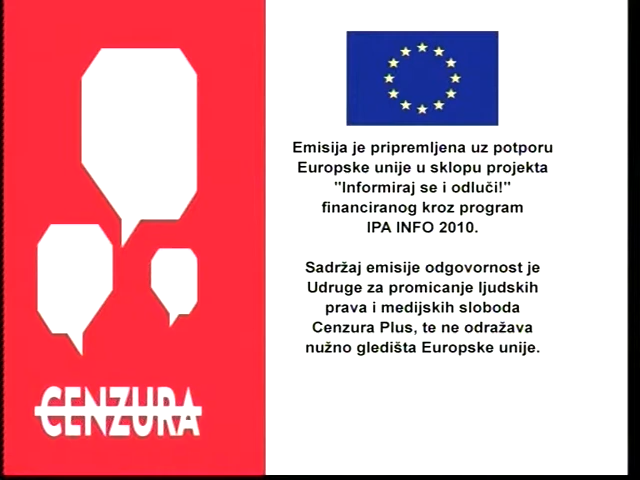 Emisija je pripremljena uz potporu
Europske unije u sklopu projekta
"Informiraj se i odluči!"
financiranog kroz program
IPA INFO 2010.
Sadržaj emisije odgovornost je
Udruge za promicanje ljudskih
prava i medijskih sloboda
Cenzura Plus, te ne odražava
nužno gledišta Europske unije.
CENZURA